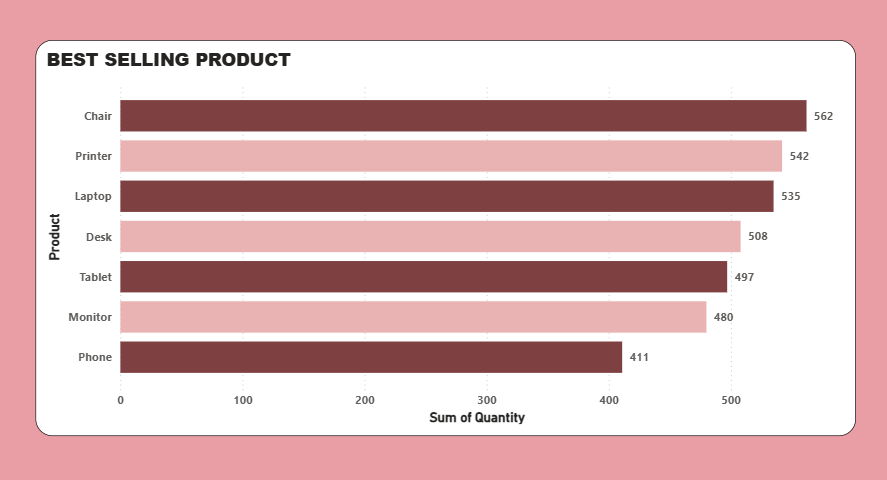 BEST SELLING PRODUCT
Product
Chair 562
Printer 542
Laptop 535
Desk 508
Tablet 497
Monitor 480
Phone 411
0 100 200 300 400 500
Sum of Quantity